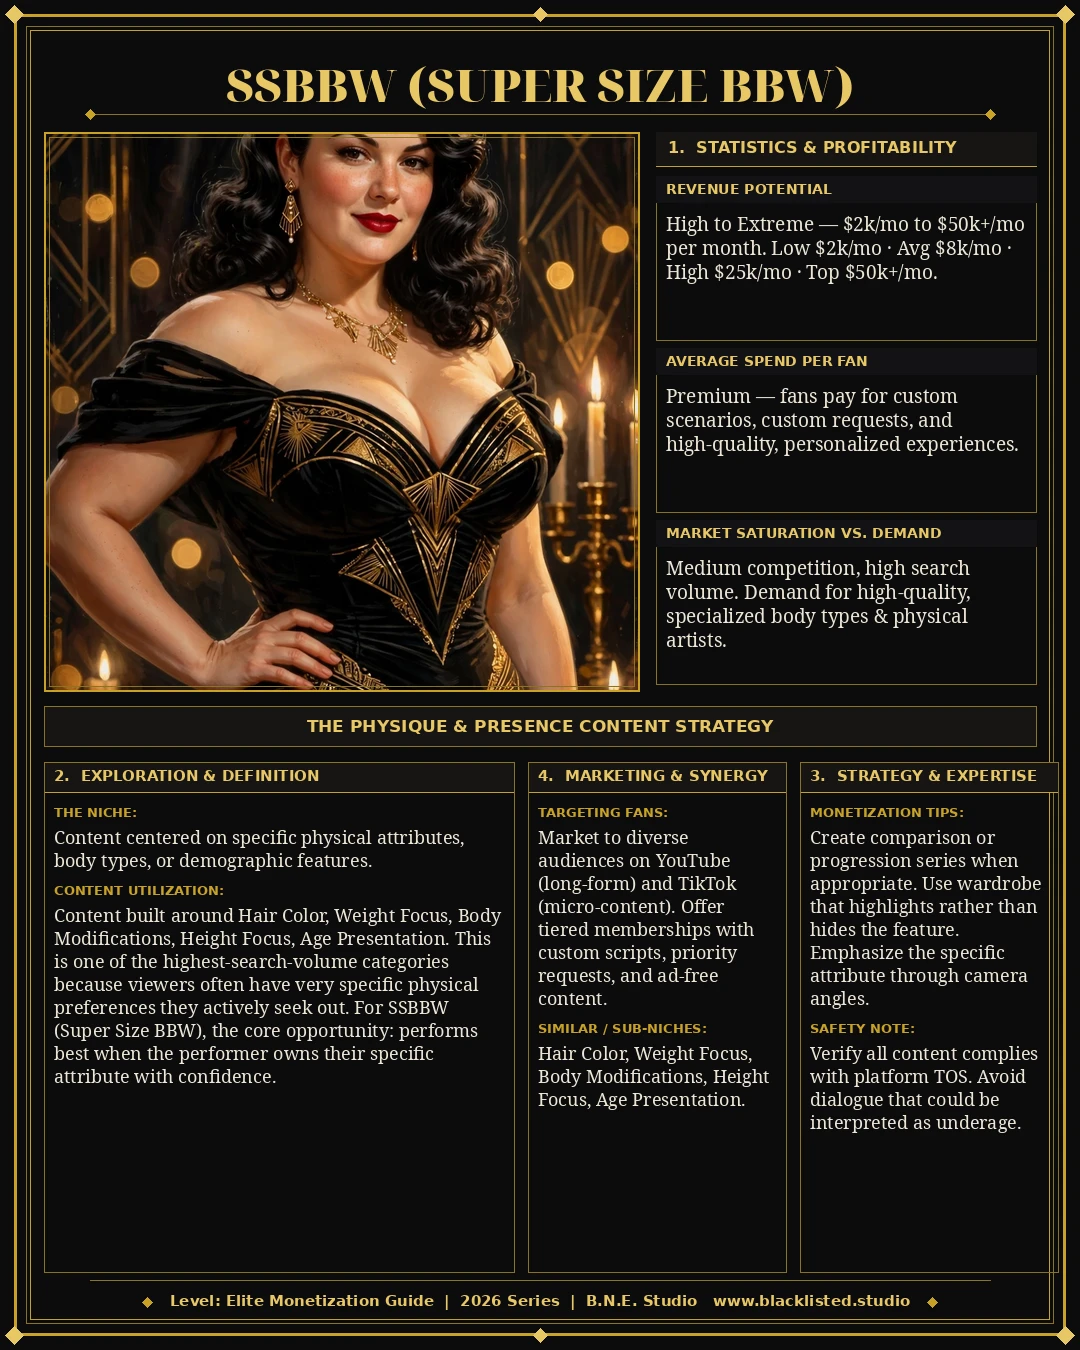 SSBBW (SUPER SIZE BBW)
1. STATISTICS & PROFITABILITY
REVENUE POTENTIAL
High to Extreme — $2k/mo to $50k+/mo
per month. Low $2k/mo · Avg $8k/mo ·
High $25k/mo · Top $50k+/mo.
AVERAGE SPEND PER FAN
Premium — fans pay for custom
scenarios, custom requests, and
high-quality, personalized experiences.
MARKET SATURATION VS. DEMAND
Medium competition, high search
volume. Demand for high-quality,
specialized body types & physical
artists.
THE PHYSIQUE & PRESENCE CONTENT STRATEGY
2. EXPLORATION & DEFINITION
THE NICHE:
Content centered on specific physical attributes,
body types, or demographic features.
CONTENT UTILIZATION:
Content built around Hair Color, Weight Focus, Body
Modifications, Height Focus, Age Presentation. This
is one of the highest-search-volume categories
because viewers often have very specific physical
preferences they actively seek out. For SSBBW
(Super Size BBW), the core opportunity: performs
best when the performer owns their specific
attribute with confidence.
4. MARKETING & SYNERGY
TARGETING FANS:
Market to diverse
audiences on YouTube
(long-form) and TikTok
(micro-content). Offer
tiered memberships with
custom scripts, priority
requests, and ad-free
content.
SIMILAR / SUB-NICHES:
Hair Color, Weight Focus,
Body Modifications, Height
Focus, Age Presentation.
3. STRATEGY & EXPERTISE
MONETIZATION TIPS:
Create comparison or
progression series when
appropriate. Use wardrobe
that highlights rather than
hides the feature.
Emphasize the specific
attribute through camera
angles.
SAFETY NOTE:
Verify all content complies
with platform TOS. Avoid
dialogue that could be
interpreted as underage.
Level: Elite Monetization Guide | 2026 Series | B.N.E. Studio www.blacklisted.studio